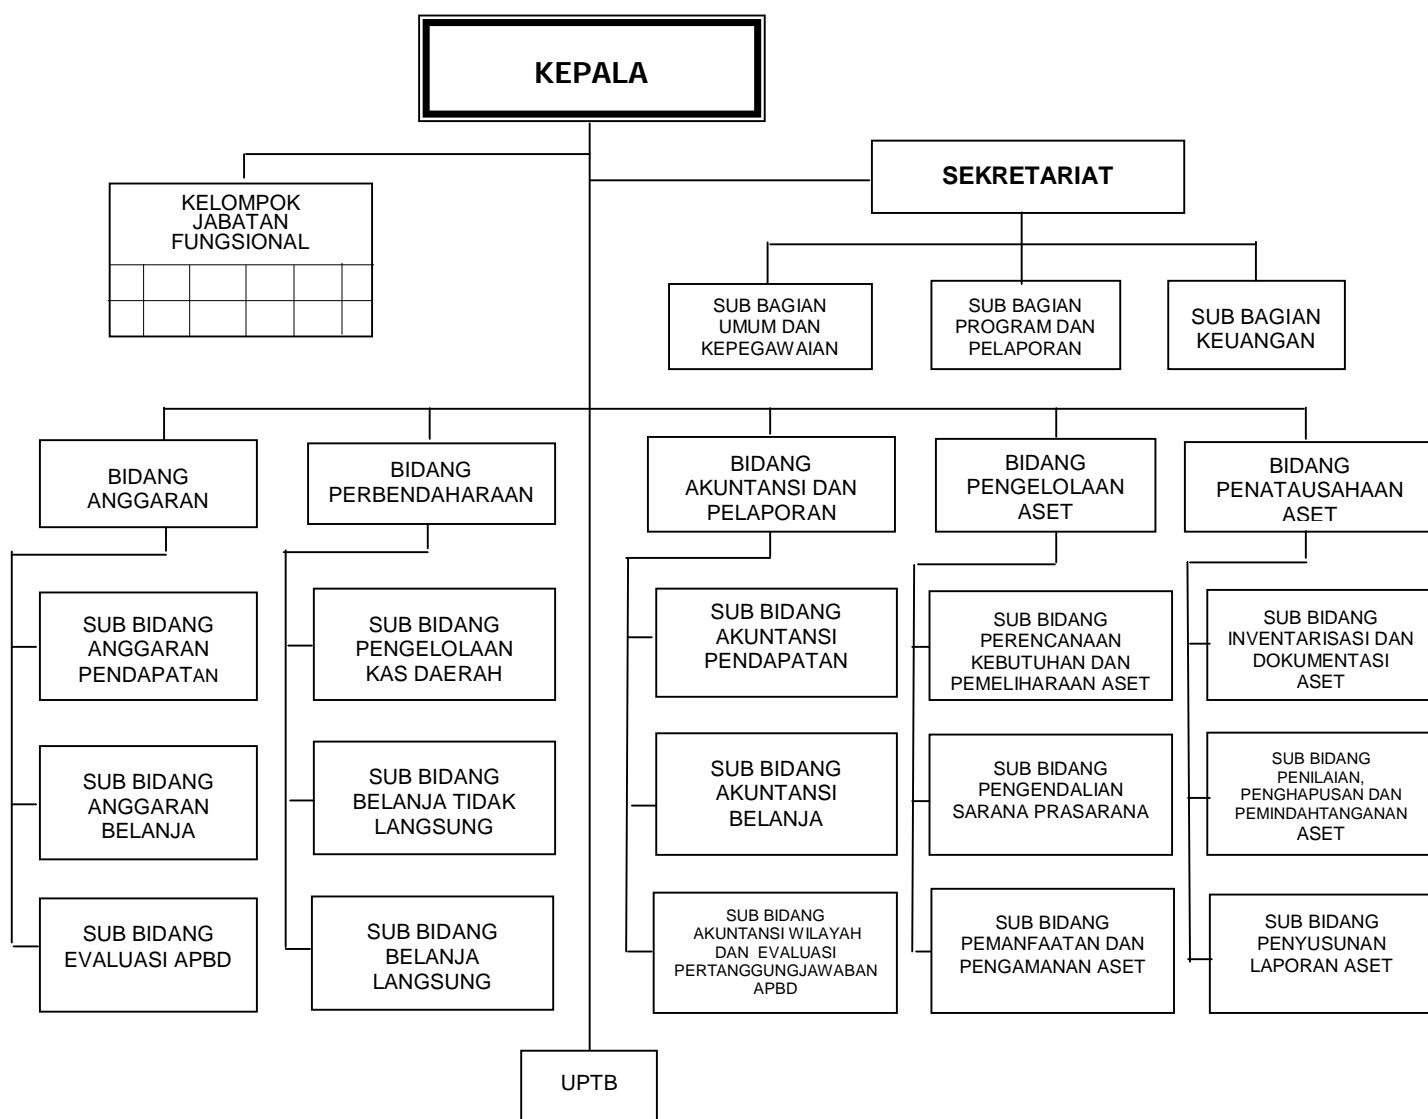 KEPALA
SEKRETARIAT
KELOMPOK
JABATAN
FUNGSIONAL
SUB BAGIAN
UMUM DAN
KEPEGAWAIAN
SUB BAGIAN
PROGRAM DAN
PELAPORAN
SUB BAGIAN
KEUANGAN
BIDANG
ANGGARAN
BIDANG
PERBENDAHARAAN
BIDANG
AKUNTANSI DAN
PELAPORAN
BIDANG
PENGELOLAAN
ASET
BIDANG
PENATAUSAHAAN
ASET
SUB BIDANG
ANGGARAN
PENDAPATAN
SUB BIDANG
PENGELOLAAN
KAS DAERAH
SUB BIDANG
AKUNTANSI
PENDAPATAN
SUB BIDANG
PERENCANAAN
KEBUTUHAN DAN
PEMELIHARAAN ASET
SUB BIDANG
INVENTARISASI DAN
DOKUMENTASI
ASET
SUB BIDANG
ANGGARAN
BELANJA
SUB BIDANG
BELANJA TIDAK
LANGSUNG
SUB BIDANG
AKUNTANSI
BELANJA
SUB BIDANG
PENGENDALIAN
SARANA PRASARANA
SUB BIDANG
PENILAIAN,
PENGHAPUSAN DAN
PEMINDAHTANGANAN
ASET
SUB BIDANG
EVALUASI APBD
SUB BIDANG
BELANJA
LANGSUNG
SUB BIDANG
AKUNTANSI WILAYAH
DAN EVALUASI
PERTANGGUNGJAWABAN
APBD
SUB BIDANG
PEMANFAATAN DAN
PENGAMANAN ASET
SUB BIDANG
PENYUSUNAN
LAPORAN ASET
UPTB